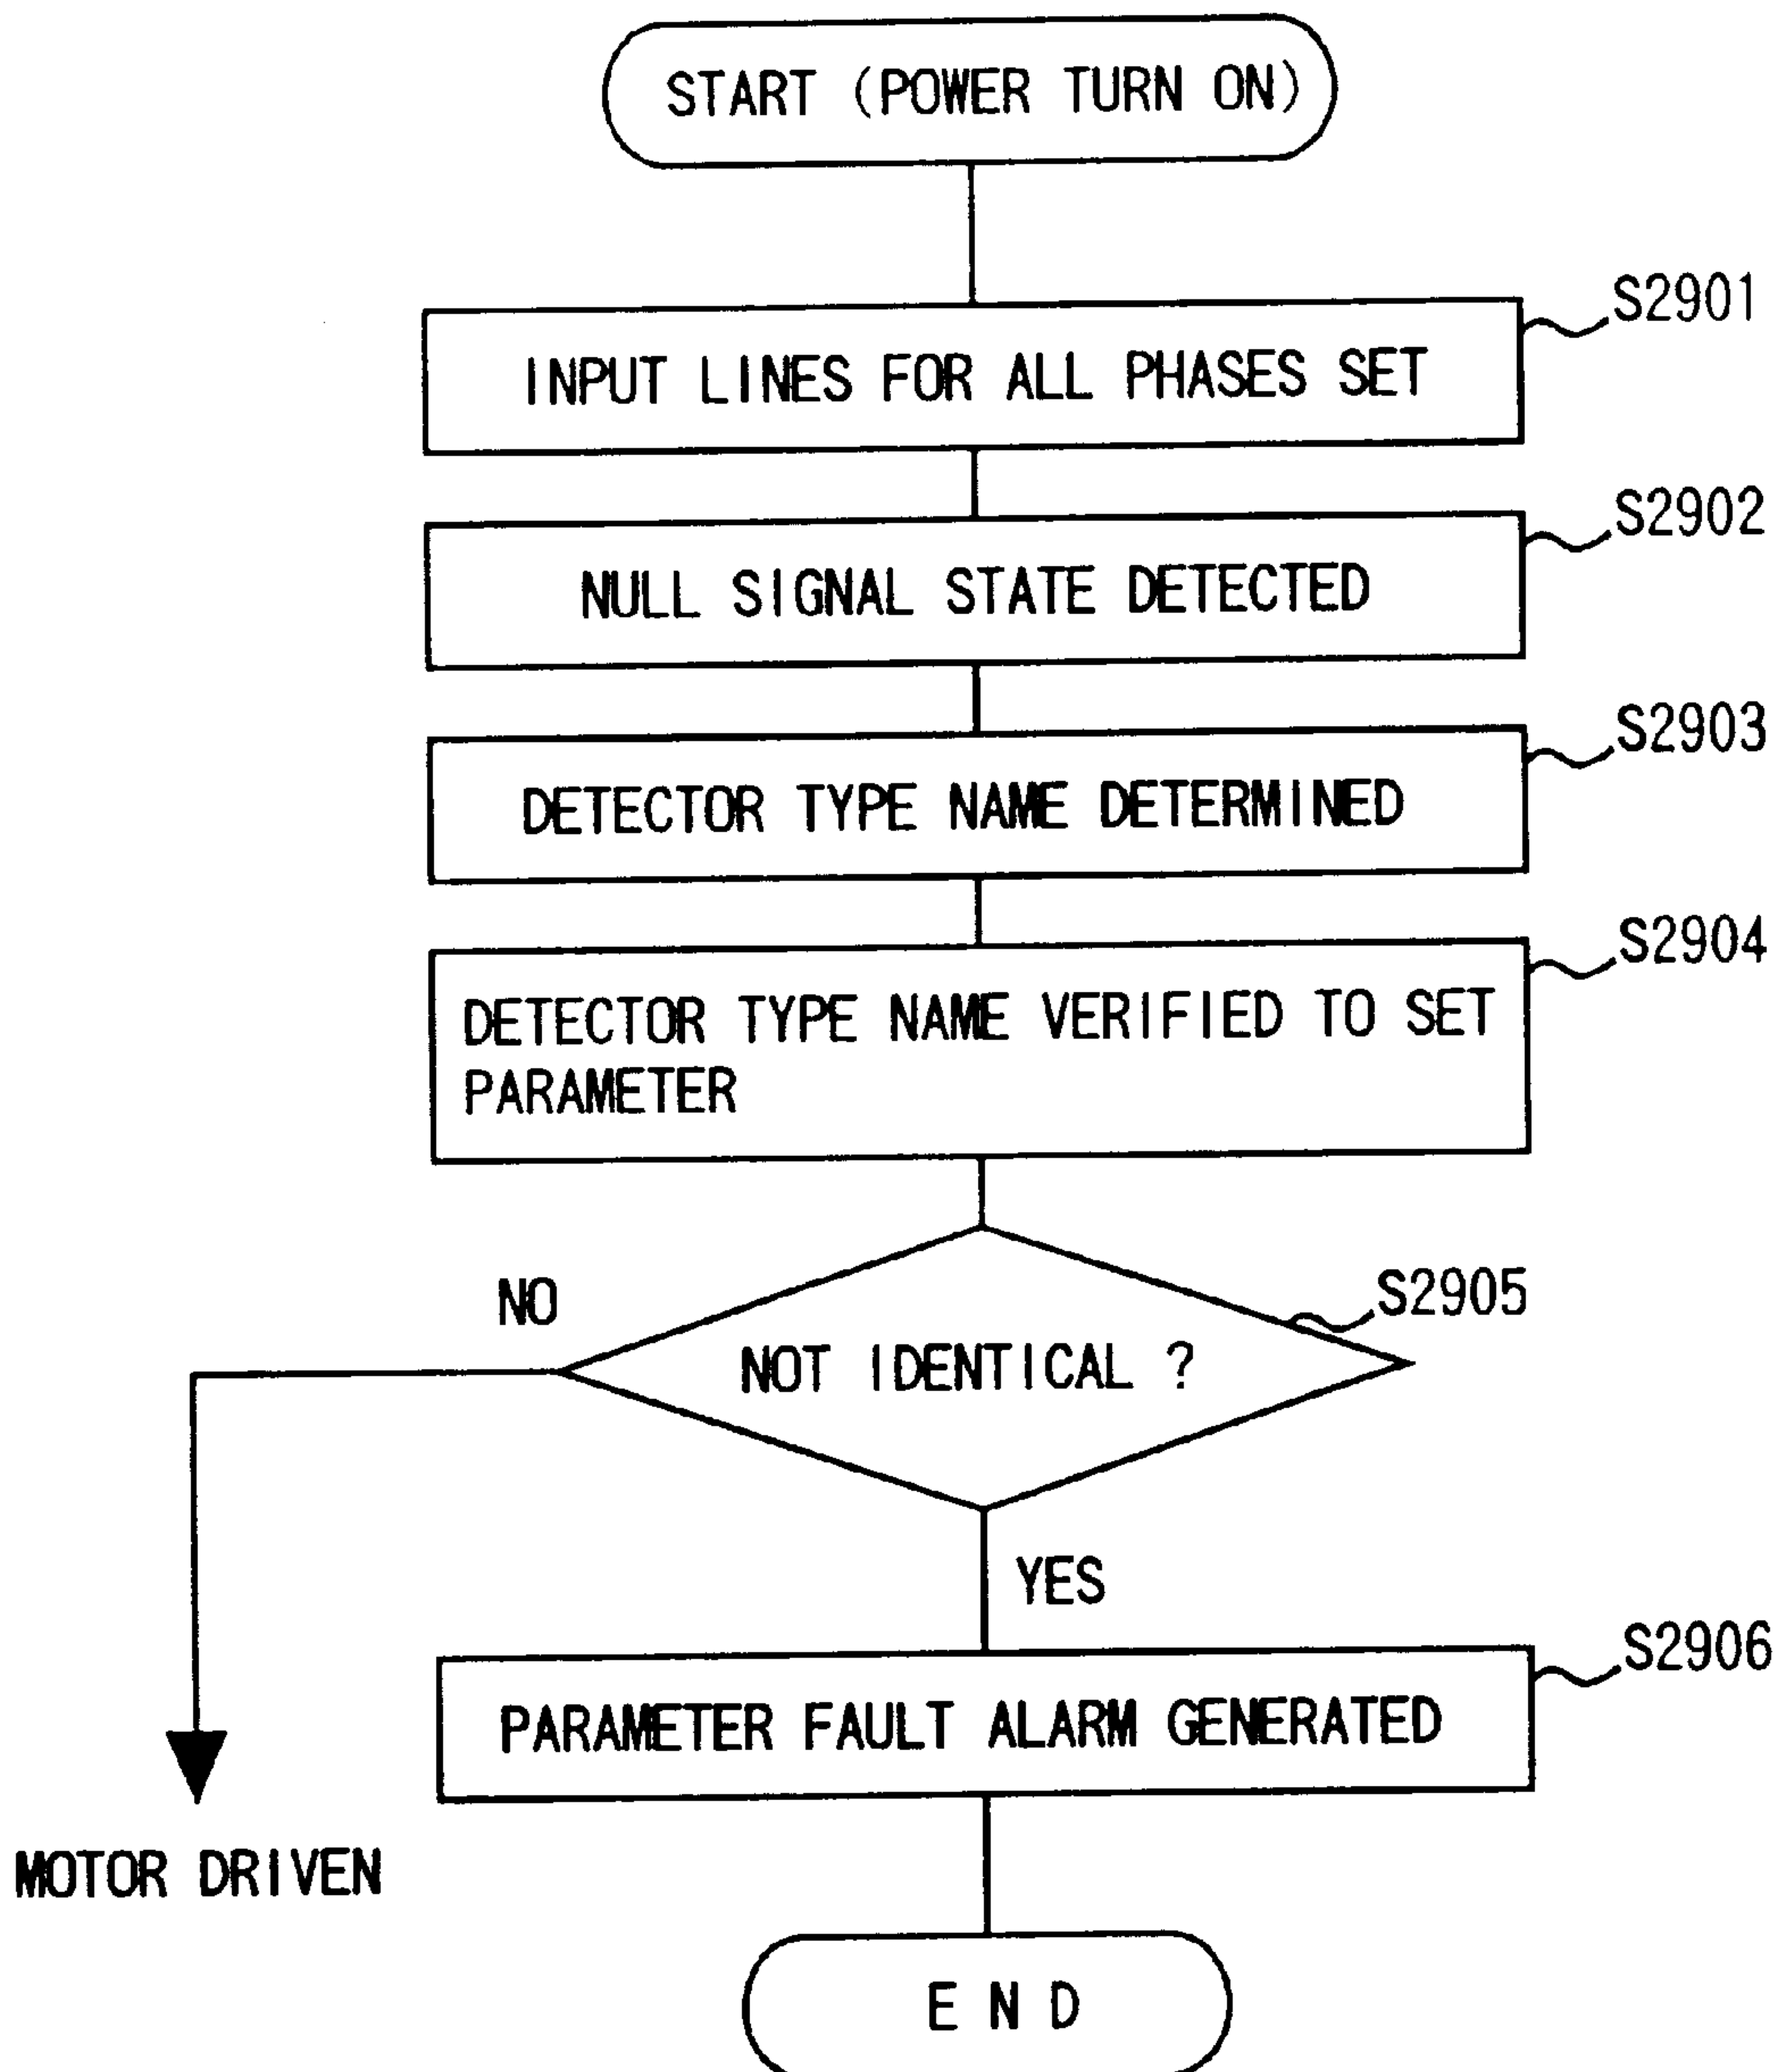 START (POWER TURN ON)
S2901
INPUT LINES FOR ALL PHASES SET
S2902
NULL SIGNAL STATE DETECTED
S2903
DETECTOR TYPE NAME DETERMINED
S2904
DETECTOR TYPE NAME VERIFIED TO SET
PARAMETER
S2905
NO
NOT IDENTICAL ?
YES
S2906
PARAMETER FAULT ALARM GENERATED
MOTOR DRIVEN
END